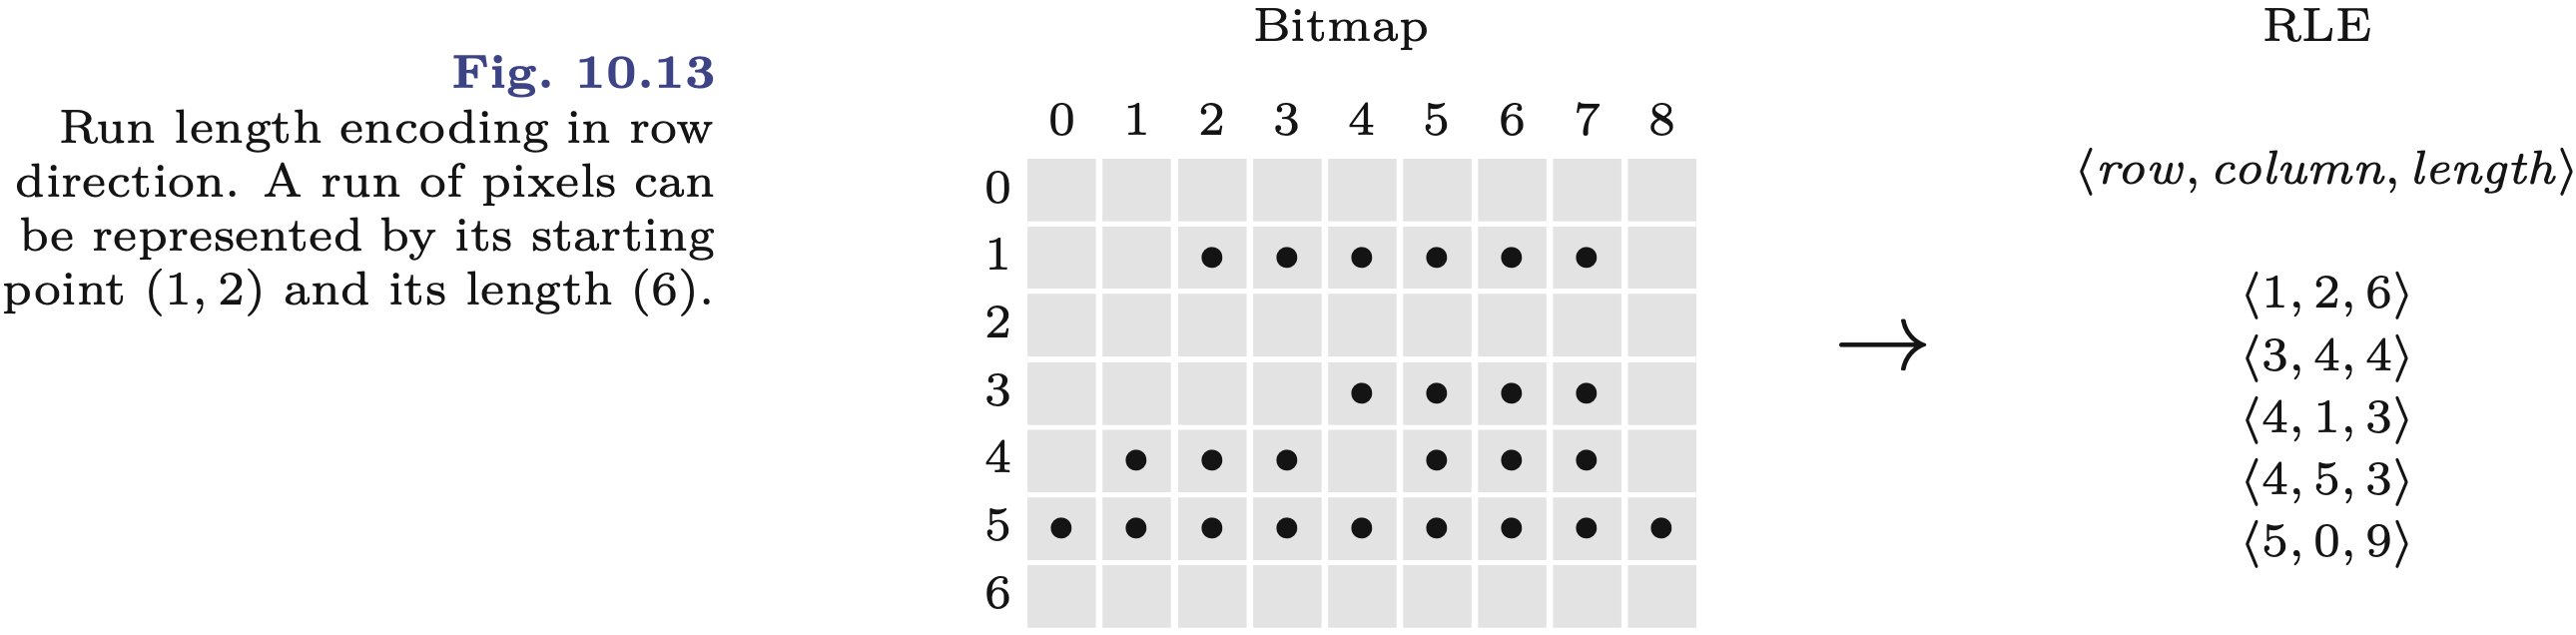 Fig. 10.13
Run length encoding in row
direction. A run of pixels can
be represented by its starting
point (1, 2) and its length (6).
Bitmap
0 1 2 3 4 5 6 7 8
0
1
2
3
4
5
6
RLE
⟨row, column, length⟩
⟨1, 2, 6⟩
⟨3, 4, 4⟩
⟨4, 1, 3⟩
⟨4, 5, 3⟩
⟨5, 0, 9⟩